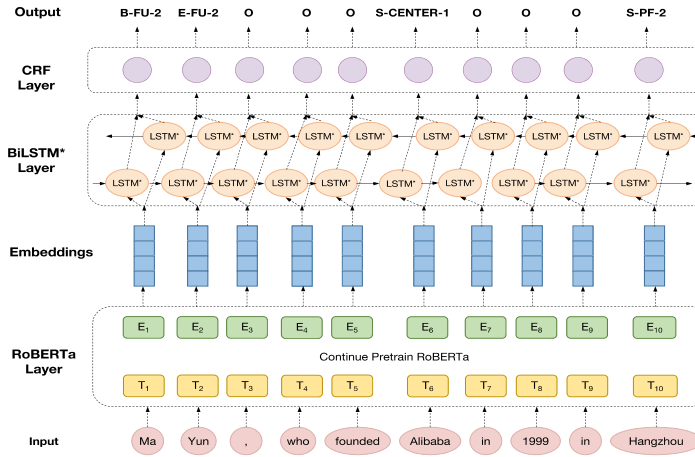 Output B-FU-2 E-FU-2 O O O S-CENTER-1 O O O S-PF-2
CRF
Layer
LSTM* LSTM* LSTM* LSTM* LSTM* LSTM* LSTM* LSTM* LSTM* LSTM*
BiLSTM*
Layer
LSTM* LSTM* LSTM* LSTM* LSTM* LSTM* LSTM* LSTM* LSTM* LSTM*
Embeddings
E1 E2 E3 E4 E5 E6 E7 E8 E9 E10
RoBERTa
Layer
Continue Pretrain RoBERTa
T1 T2 T3 T4 T5 T6 T7 T8 T9 T10
Input Ma Yun , who founded Alibaba in 1999 in Hangzhou